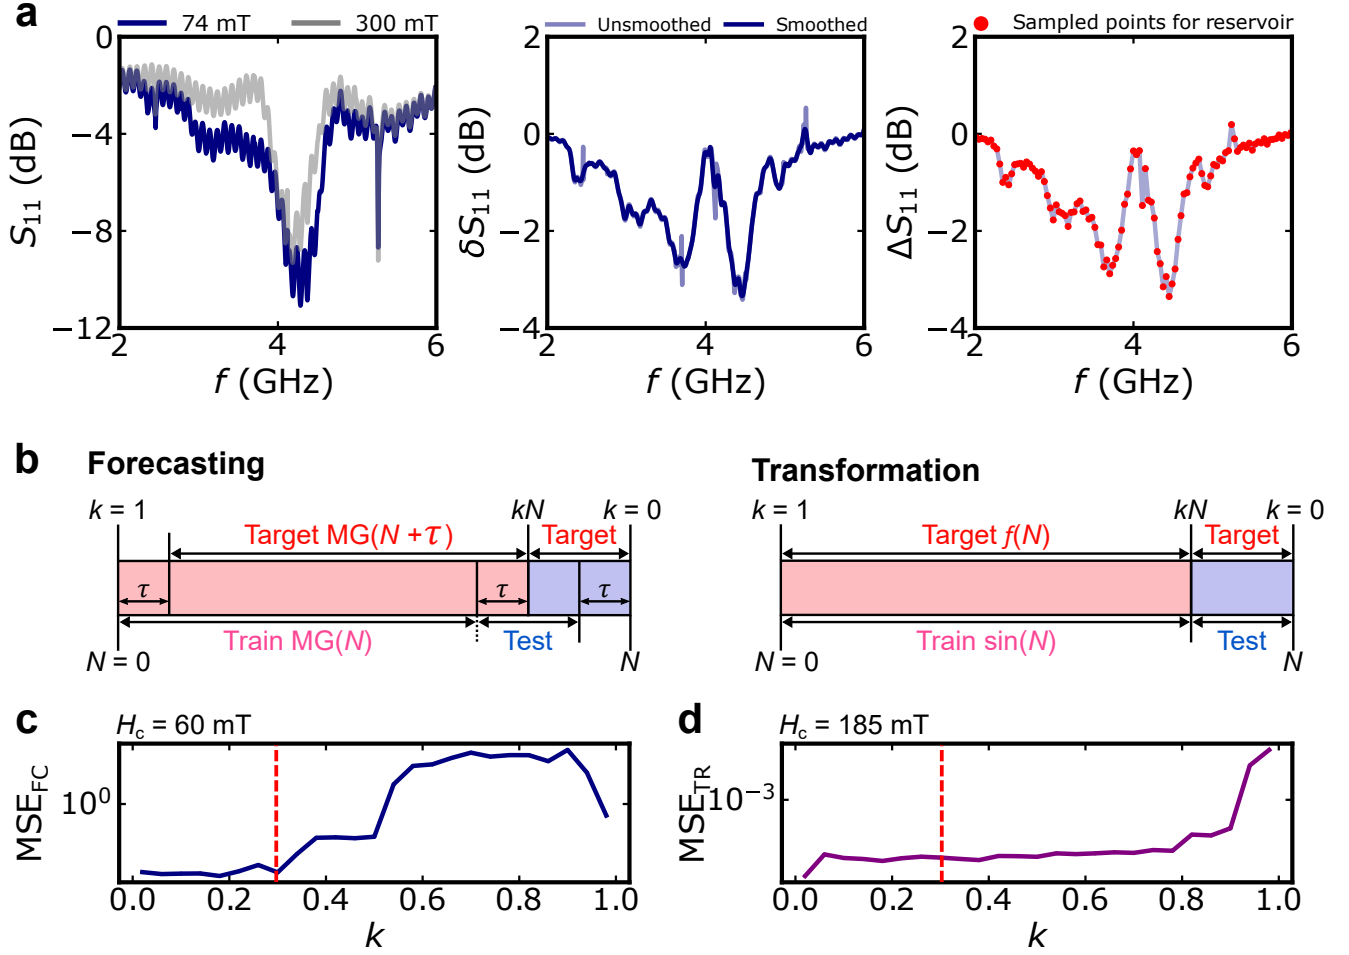 a
74 mT
300 mT
0
−4
−8
−12
2
4
6
S11 (dB)
f (GHz)
Unsmoothed
Smoothed
2
0
−2
−4
2
4
6
δS11 (dB)
f (GHz)
Sampled points for reservoir
2
0
−2
−4
2
4
6
ΔS11 (dB)
f (GHz)
b
Forecasting
k = 1
kN
k = 0
Target MG(N + τ)
Target
τ
τ
τ
Train MG(N)
Test
N = 0
N
Transformation
k = 1
kN
k = 0
Target f(N)
Target
Train sin(N)
Test
N = 0
N
c
Hc = 60 mT
MSEFC
10^0
0.0
0.2
0.4
0.6
0.8
1.0
k
d
Hc = 185 mT
MSETR
10^−3
0.0
0.2
0.4
0.6
0.8
1.0
k